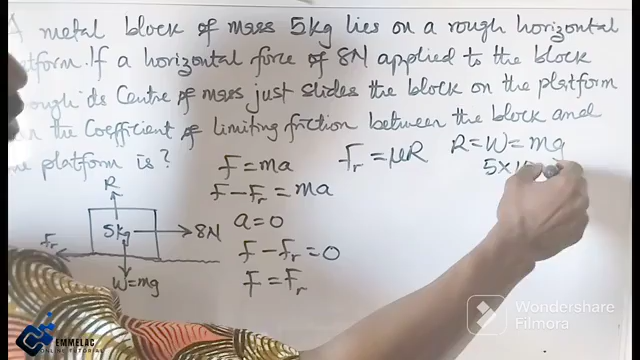 A metal block of mass 5kg lies on a rough horizontal
platform. If a horizontal force of 8N applied to the block
its Centre of mass just slides the block on the platform
the Coefficient of limiting friction between the block and
the platform is?
F = ma
Fr = μR
R = W = mg
5 x
F - Fr = ma
a = 0
F - Fr = 0
F = Fr
R
5kg
8N
Fr
W = mg
Wondershare
Filmora
EMMELAC
ONLINE TUTORIAL